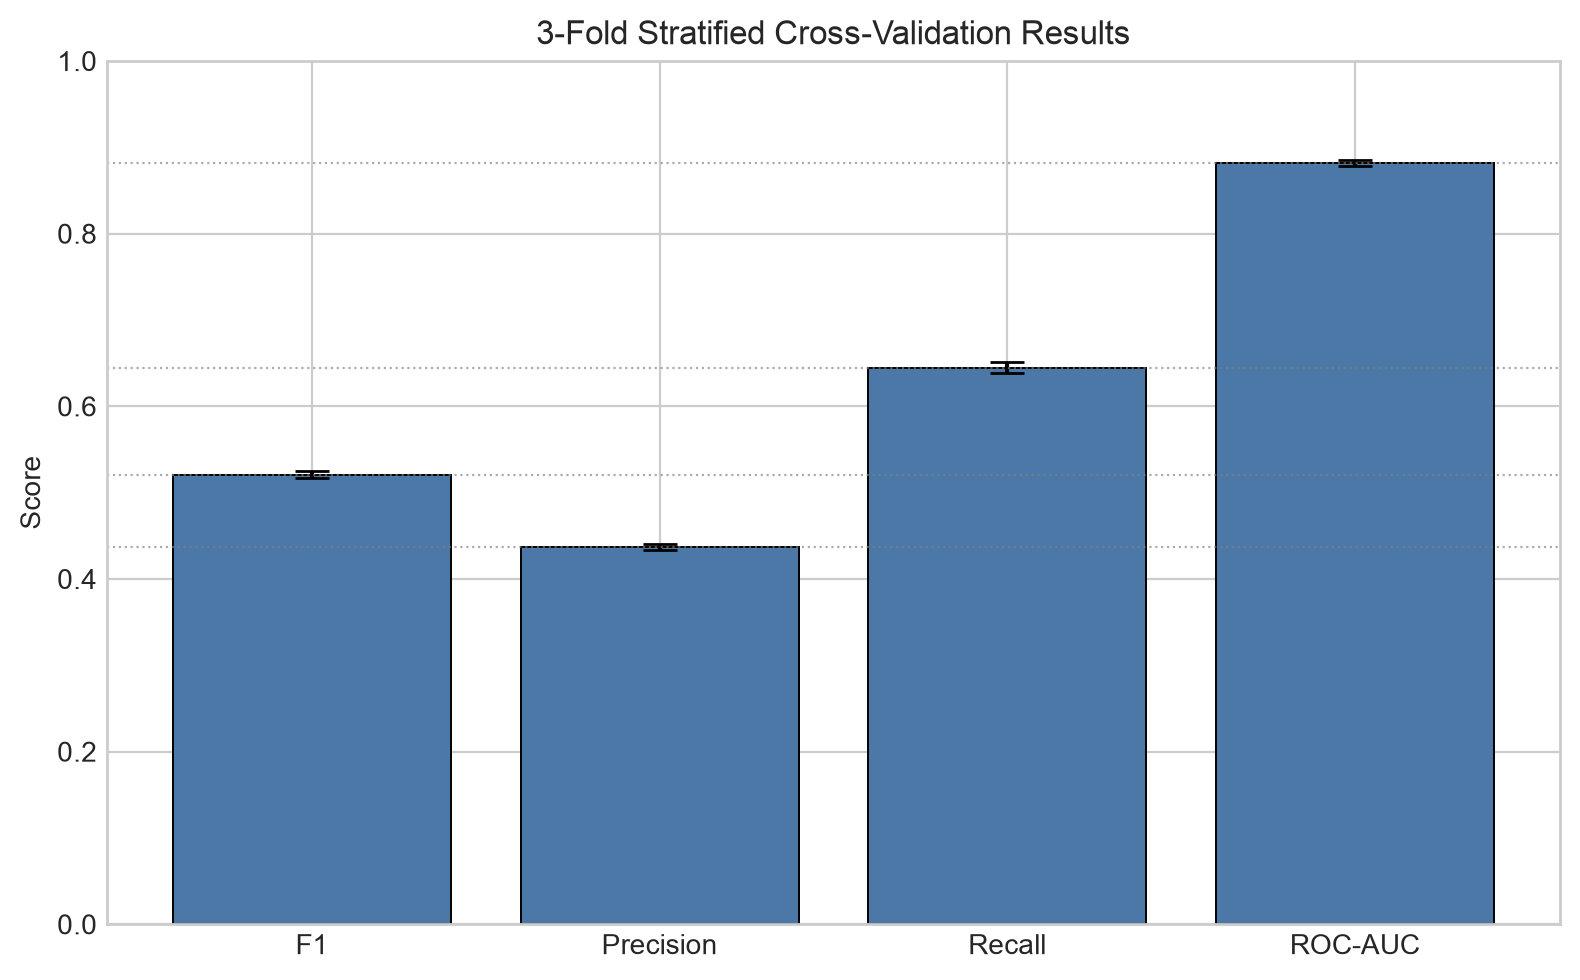 3-Fold Stratified Cross-Validation Results
1.0
0.8
0.6
0.4
0.2
0.0
Score
F1
Precision
Recall
ROC-AUC